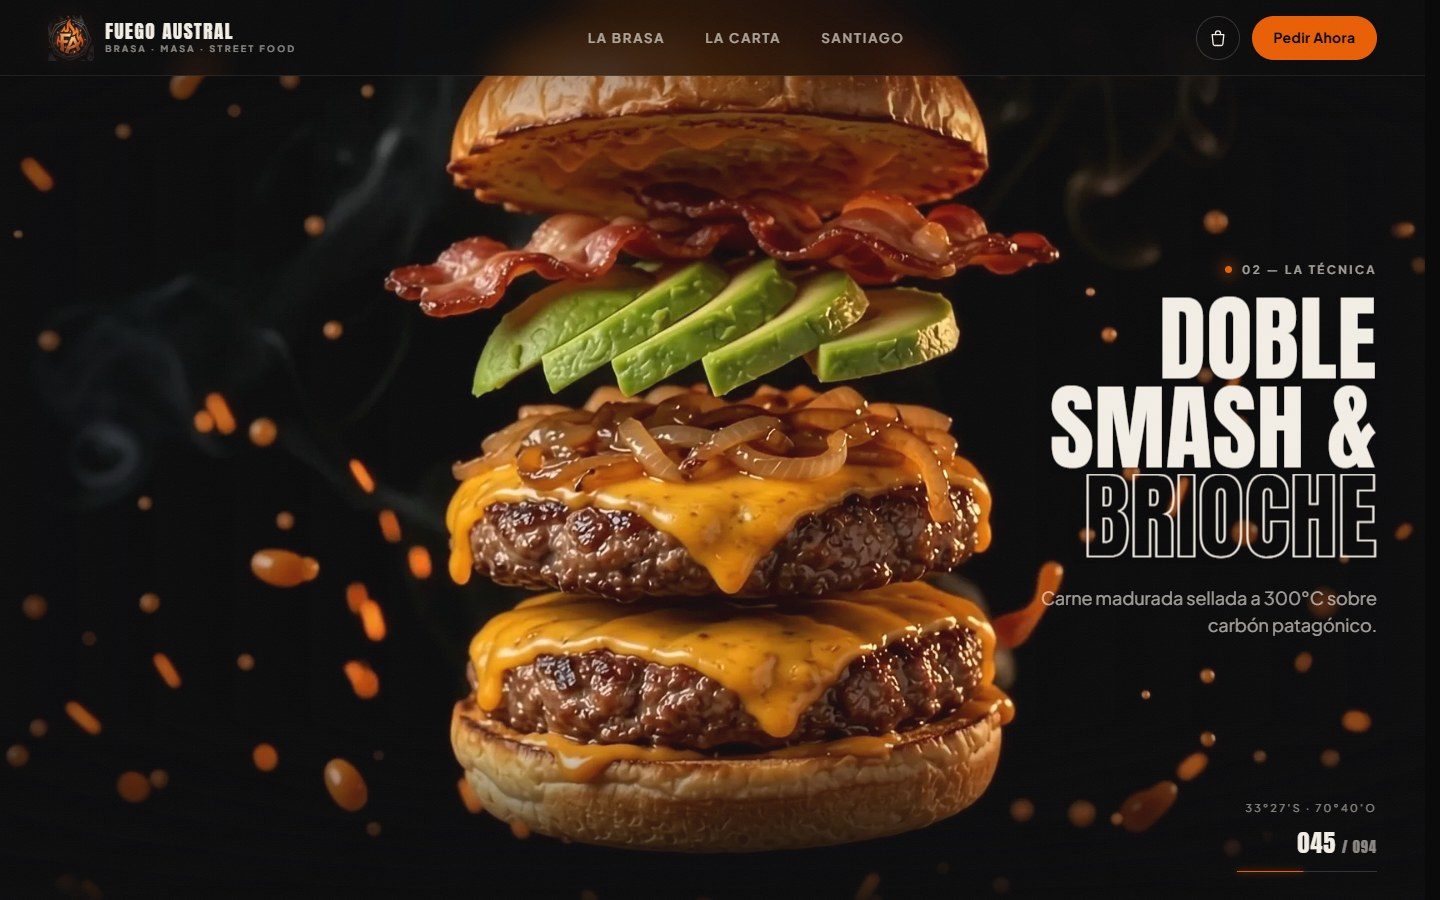 FUEGO AUSTRAL
BRASA · MASA · STREET FOOD
LA BRASA
LA CARTA
SANTIAGO
Pedir Ahora
02 — LA TÉCNICA
DOBLE
SMASH &
BRIOCHE
Carne madurada sellada a 300°C sobre
carbón patagónico.
33°27'S · 70°40'O
045 / 094